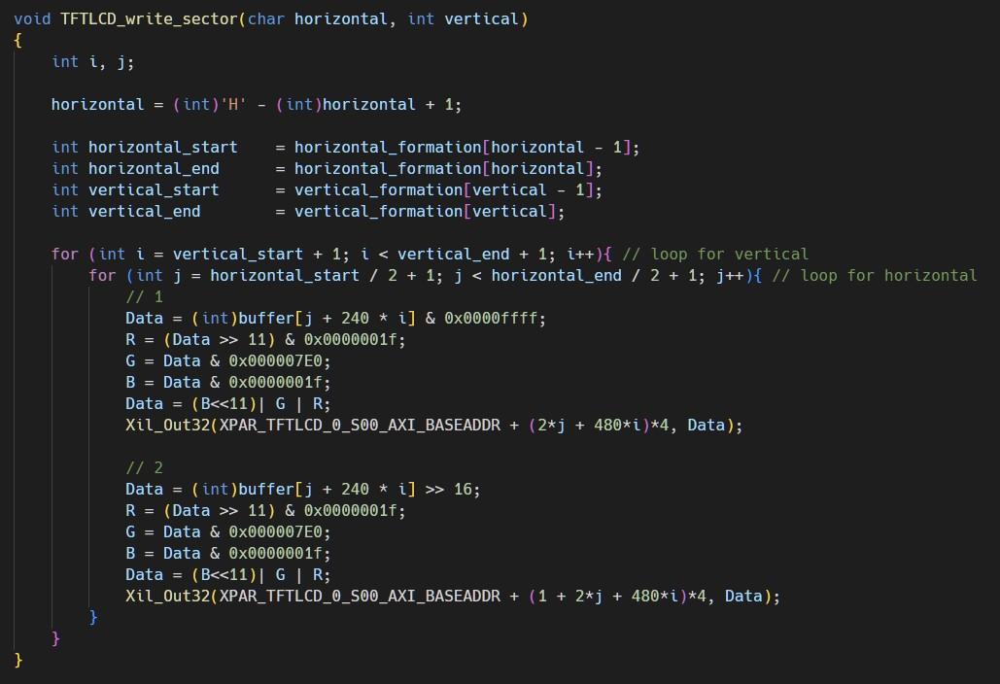 void TFTLCD_write_sector(char horizontal, int vertical)
{
    int i, j;

    horizontal = (int)'H' - (int)horizontal + 1;

    int horizontal_start    = horizontal_formation[horizontal - 1];
    int horizontal_end      = horizontal_formation[horizontal];
    int vertical_start      = vertical_formation[vertical - 1];
    int vertical_end        = vertical_formation[vertical];

    for (int i = vertical_start + 1; i < vertical_end + 1; i++){ // loop for vertical
        for (int j = horizontal_start / 2 + 1; j < horizontal_end / 2 + 1; j++){ // loop for horizontal
            // 1
            Data = (int)buffer[j + 240 * i] & 0x0000ffff;
            R = (Data >> 11) & 0x0000001f;
            G = Data & 0x000007E0;
            B = Data & 0x0000001f;
            Data = (B<<11)| G | R;
            Xil_Out32(XPAR_TFTLCD_0_S00_AXI_BASEADDR + (2*j + 480*i)*4, Data);

            // 2
            Data = (int)buffer[j + 240 * i] >> 16;
            R = (Data >> 11) & 0x0000001f;
            G = Data & 0x000007E0;
            B = Data & 0x0000001f;
            Data = (B<<11)| G | R;
            Xil_Out32(XPAR_TFTLCD_0_S00_AXI_BASEADDR + (1 + 2*j + 480*i)*4, Data);
        }
    }
}